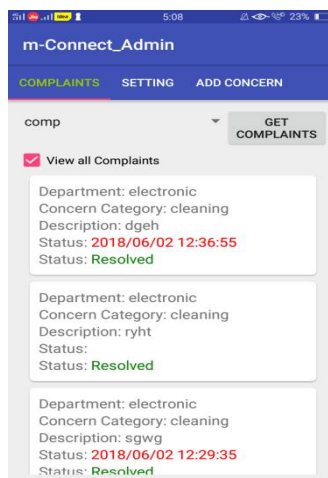 5:08
23%
m-Connect_Admin
COMPLAINTS SETTING ADD CONCERN
comp
GET
COMPLAINTS
View all Complaints
Department: electronic
Concern Category: cleaning
Description: dgeh
Status: 2018/06/02 12:36:55
Status: Resolved
Department: electronic
Concern Category: cleaning
Description: ryht
Status:
Status: Resolved
Department: electronic
Concern Category: cleaning
Description: sgwg
Status: 2018/06/02 12:29:35
Status: Resolved